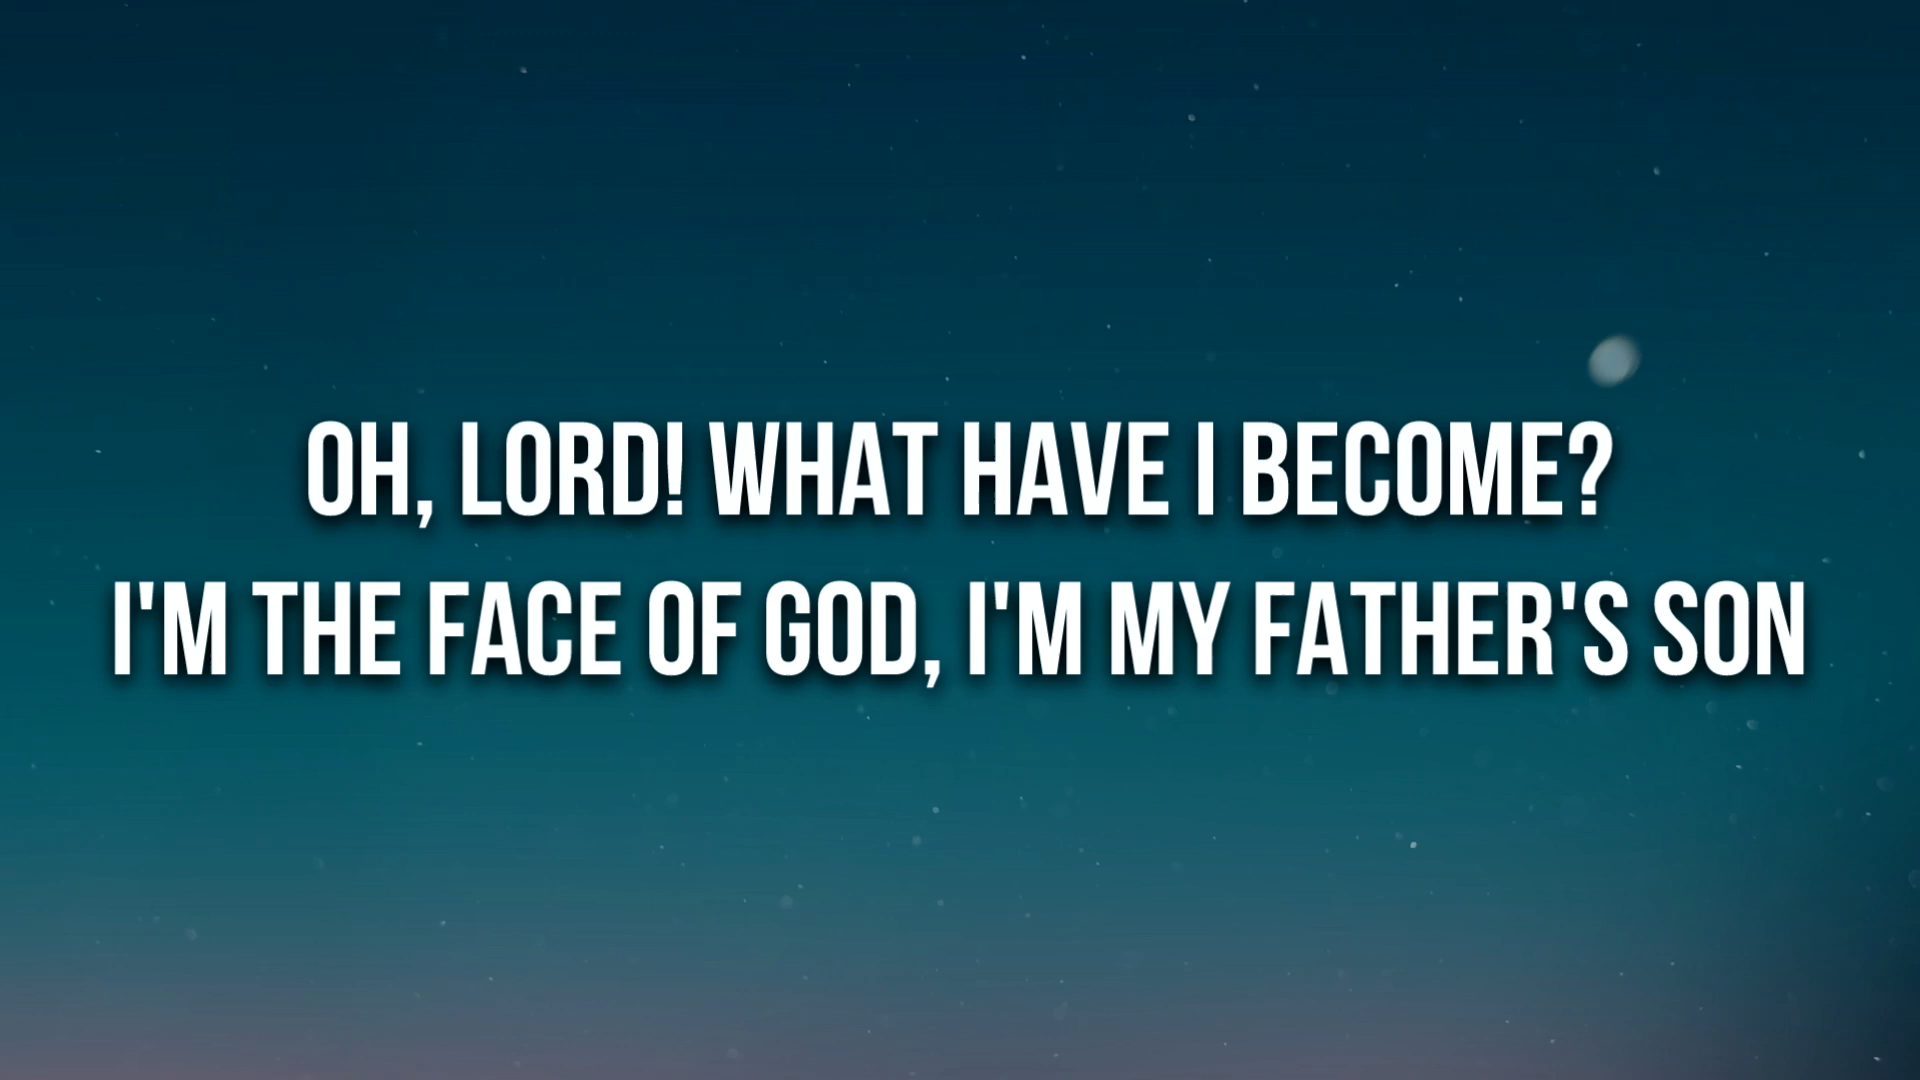 OH, LORD! WHAT HAVE I BECOME?
I'M THE FACE OF GOD, I'M MY FATHER'S SON